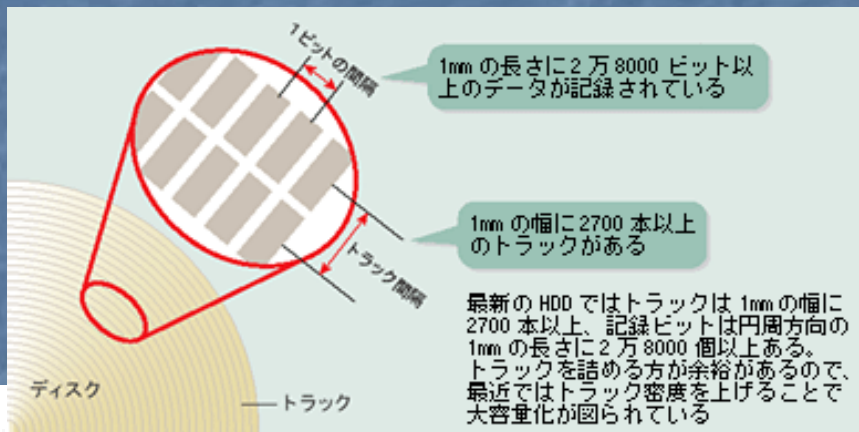 1ビットの間隔
1mm の長さに2 万 8000 ビット以
上のデータが記録されている
1mm の幅に 2700 本以上
のトラックがある
トラック間隔
最新の HDD ではトラックは 1mm の幅に
2700 本以上、記録ビットは円周方向の
1mm の長さに2 万 8000 個以上ある。
トラックを詰める方が余裕があるので、
最近ではトラック密度を上げることで
大容量化が図られている
ディスク
トラック